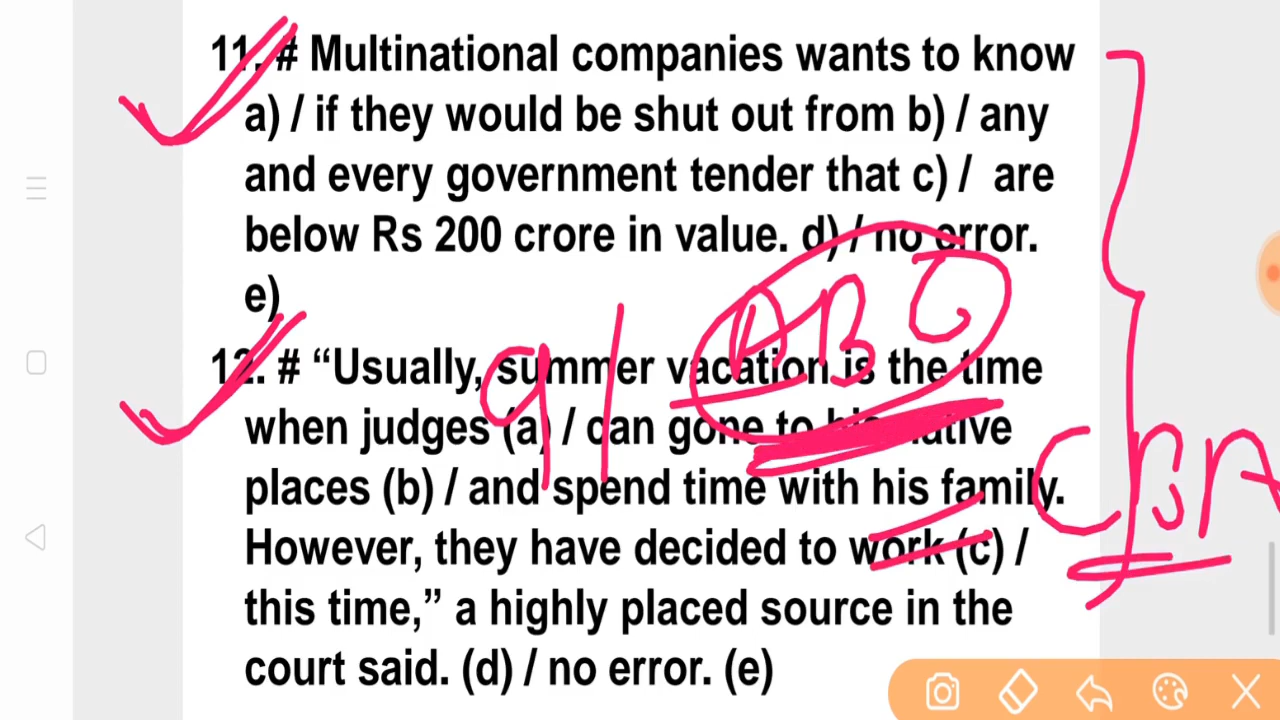 11. # Multinational companies wants to know
a) / if they would be shut out from b) / any
and every government tender that c) / are
below Rs 200 crore in value. d) / no error.
e)
12. # “Usually, summer vacation is the time
when judges (a) / can gone to his native
places (b) / and spend time with his family.
However, they have decided to work (c) /
this time,” a highly placed source in the
court said. (d) / no error. (e)
9/ ABC